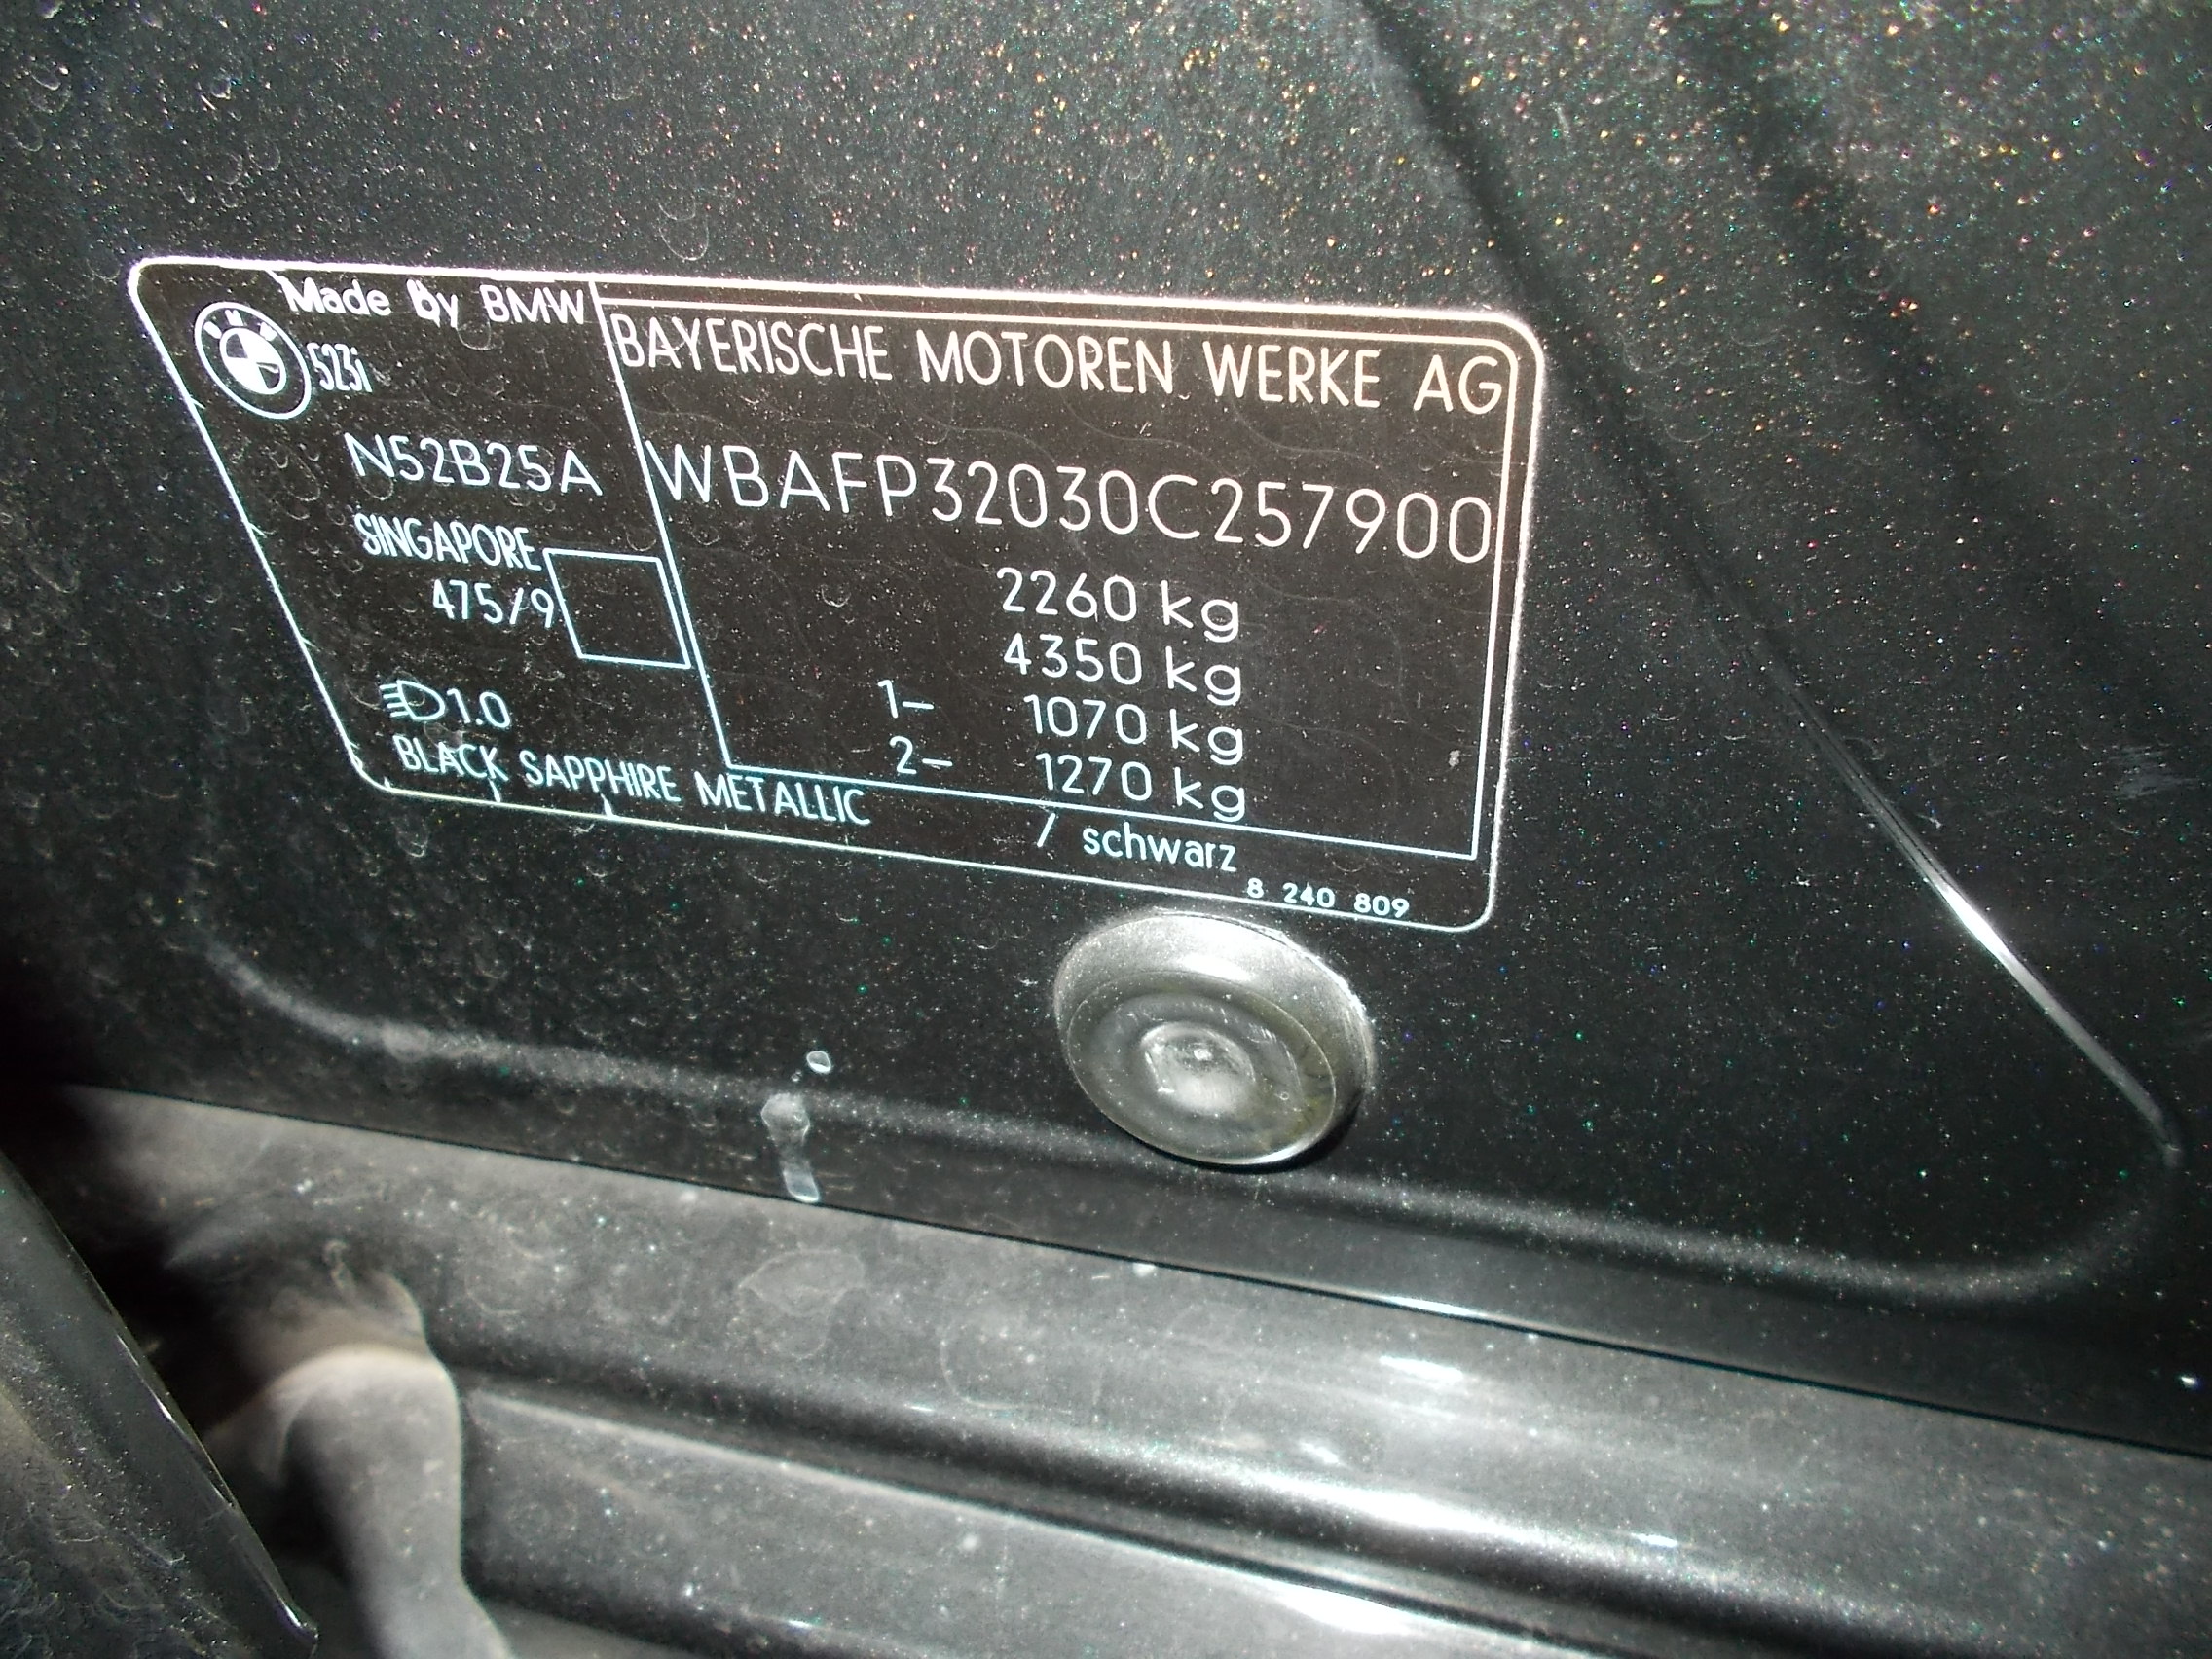 Made by BMW
BMW
523i
N52B25A
SINGAPORE
475/9
1.0
BLACK SAPPHIRE METALLIC
BAYERISCHE MOTOREN WERKE AG
WBAFP32030C257900
2260 kg
4350 kg
1- 1070 kg
2- 1270 kg
/ schwarz
8 240 809